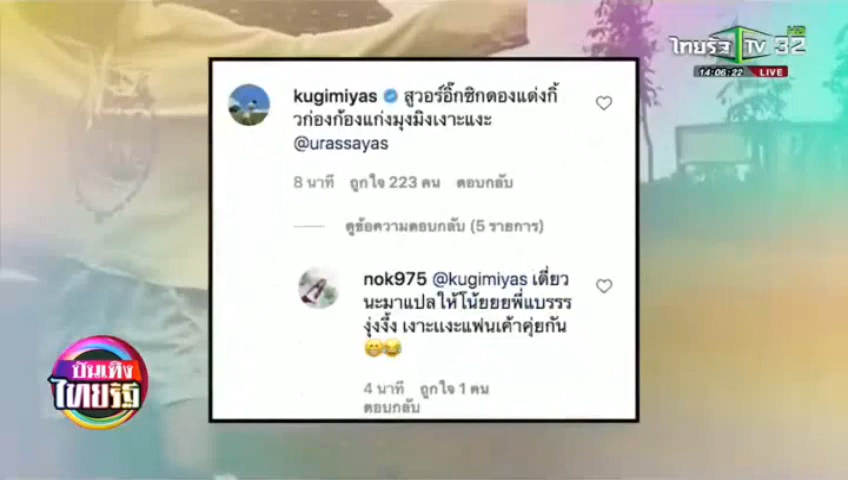 ไทยรัฐ TV 32 HD
14:06:22 LIVE
kugimiyas สูวอร์อิ๊กซิกดองแด่งกิ้
วก่องก้องแก่งมุงมิงเงาะแงะ
@urassayas
8 นาที ถูกใจ 223 คน ตอบกลับ
ดูข้อความตอบกลับ (5 รายการ)
nok975 @kugimiyas เดี่ยว
นะมาแปลให้โน้ยยยพี่แบรรร
งุ่งงิ้ง เงาะแงะแฟนเค้าคุ่ยกัน
😁😂
4 นาที ถูกใจ 1 คน
ตอบกลับ
บันเทิง
ไทยรัฐ